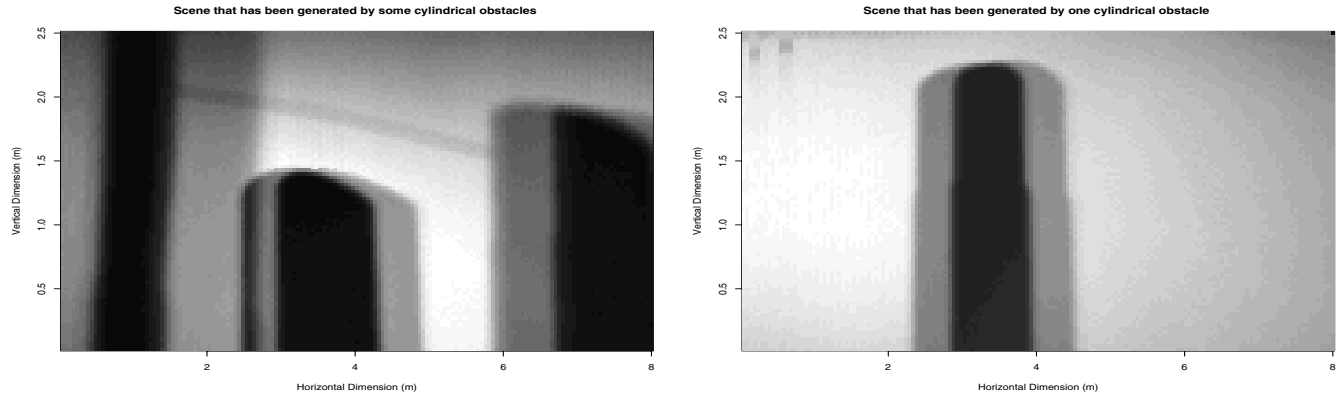 Scene that has been generated by some cylindrical obstacles
Vertical Dimension (m)
2.5
2.0
1.5
1.0
0.5
2 4 6 8
Horizontal Dimension (m)
Scene that has been generated by one cylindrical obstacle
Vertical Dimension (m)
2.5
2.0
1.5
1.0
0.5
2 4 6 8
Horizontal Dimension (m)